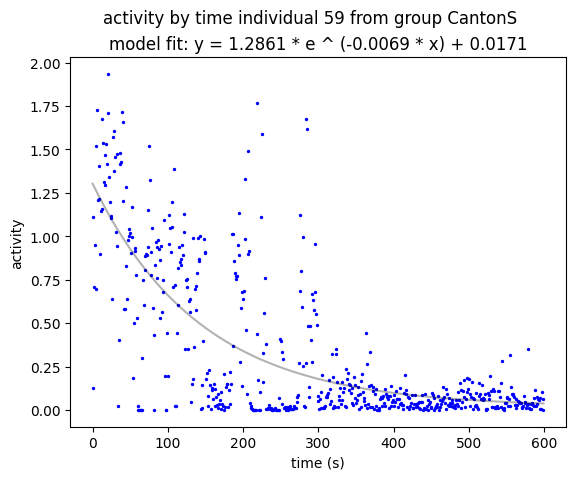 activity by time individual 59 from group CantonS
model fit: y = 1.2861 * e ^ (-0.0069 * x) + 0.0171
2.00
1.75
1.50
1.25
1.00
0.75
0.50
0.25
0.00
activity
0 100 200 300 400 500 600
time (s)